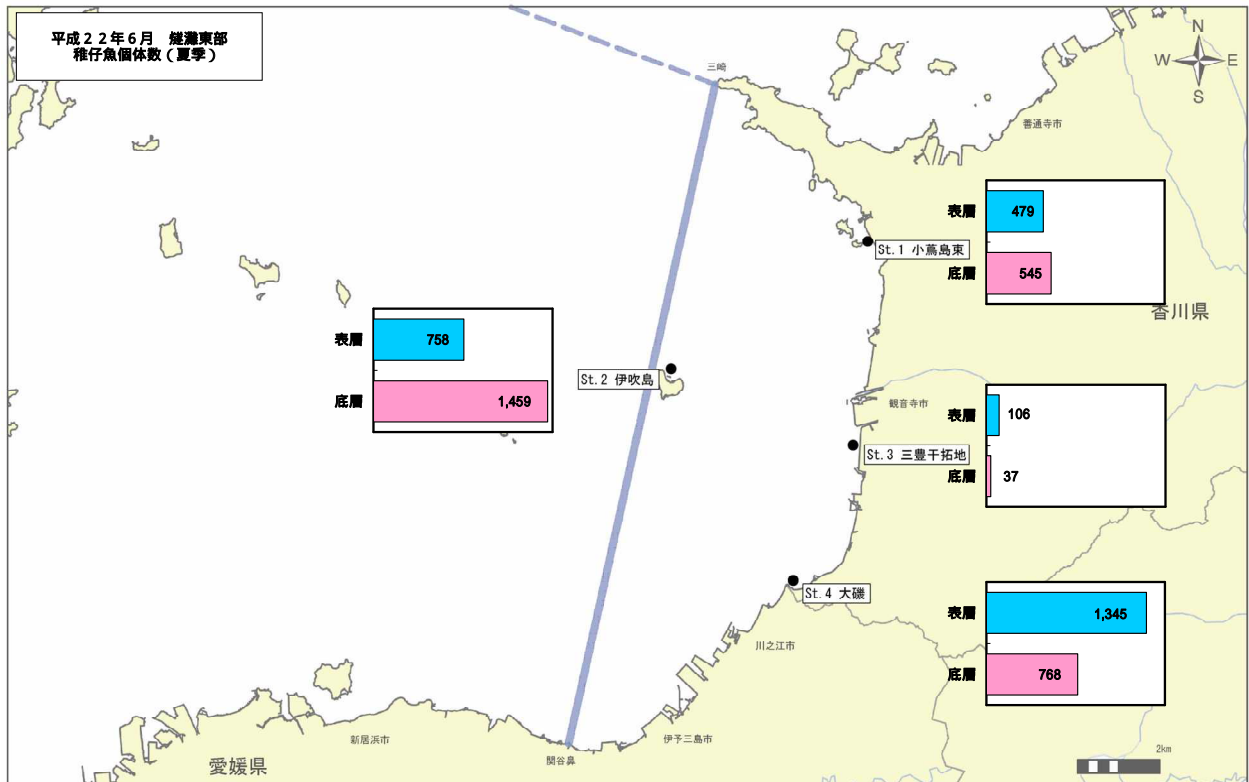 平成22年6月 燧灘東部
稚仔魚個体数(夏季)
N
W E
S
三崎
善通寺市
表層 479
底層 545
St.1 小蔦島東
香川県
表層 758
底層 1,459
St.2 伊吹島
観音寺市
表層 106
底層 37
St.3 三豊干拓地
St.4 大磯
表層 1,345
底層 768
川之江市
伊予三島市
新居浜市
関谷鼻
愛媛県
2km